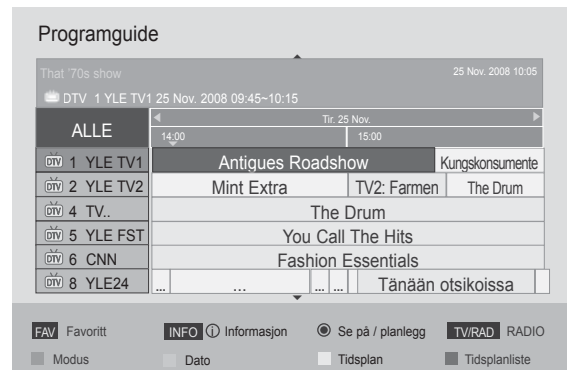 Programguide
That '70s show 25 Nov. 2008 10:05
DTV 1 YLE TV1 25 Nov. 2008 09:45~10:15
ALLE Tir. 25 Nov.
14:00 15:00
DTV 1 YLE TV1 Antigues Roadshow Kungskonsumente
DTV 2 YLE TV2 Mint Extra TV2: Farmen The Drum
DTV 4 TV.. The Drum
DTV 5 YLE FST You Call The Hits
DTV 6 CNN Fashion Essentials
DTV 8 YLE24 ... ... ... ... Tänään otsikoissa
FAV Favoritt INFO ⓘ Informasjon ◉ Se på / planlegg TV/RAD RADIO
Modus Dato Tidsplan Tidsplanliste